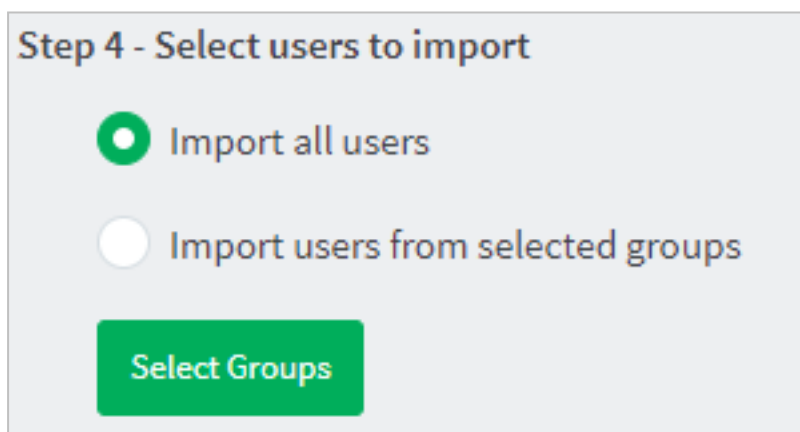 Step 4 - Select users to import
Import all users
Import users from selected groups
Select Groups